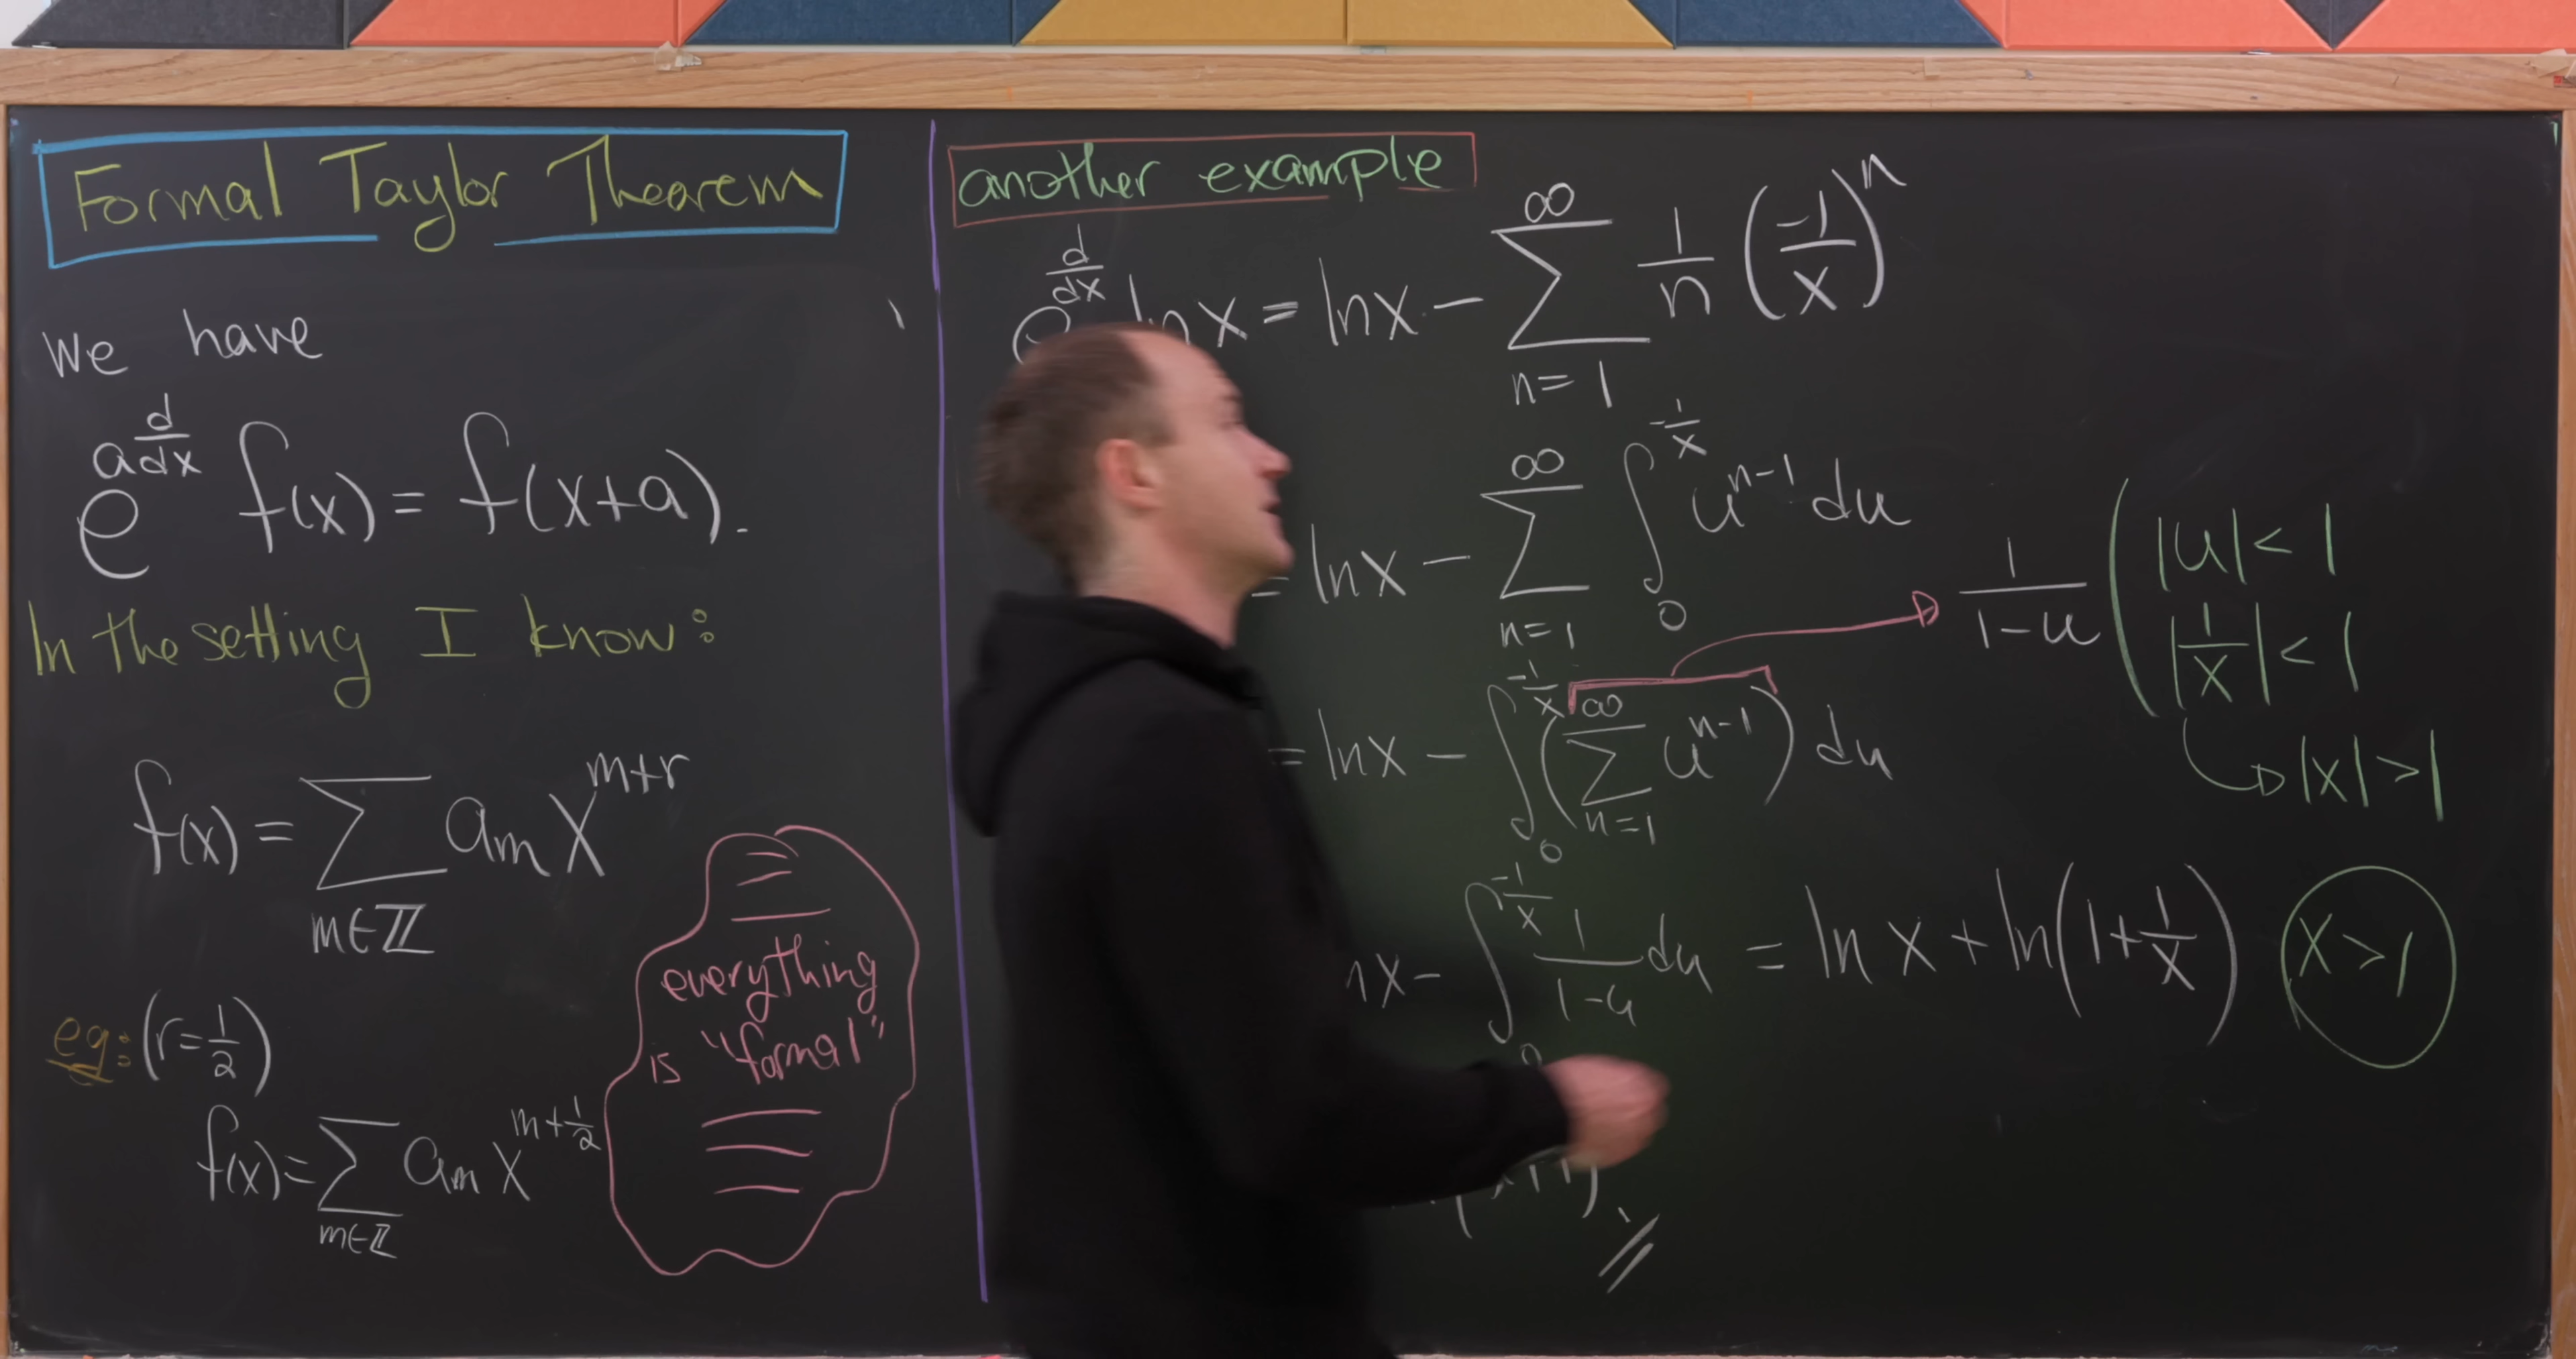 Formal Taylor Theorem
we have
e^{a d/dx} f(x) = f(x+a).
In the setting I know:
f(x) = ∑_{m∈ℤ} a_m x^{m+r}
eg: (r = 1/2)
f(x) = ∑_{m∈ℤ} a_m x^{m+1/2}
everything
is "formal"
another example
e^{d/dx} ln x = ln x - ∑_{n=1}^{∞} 1/n (-1/x)^n
= ln x - ∑_{n=1}^{∞} ∫_0^{-1/x} u^{n-1} du
= ln x - ∫_0^{-1/x} (∑_{n=1}^{∞} u^{n-1}) du
1/(1-u)
|u| < 1
|1/x| < 1
|x| > 1
nx - ∫_0^{-1/x} 1/(1-u) du = ln x + ln(1 + 1/x) x > 1
(x+1)